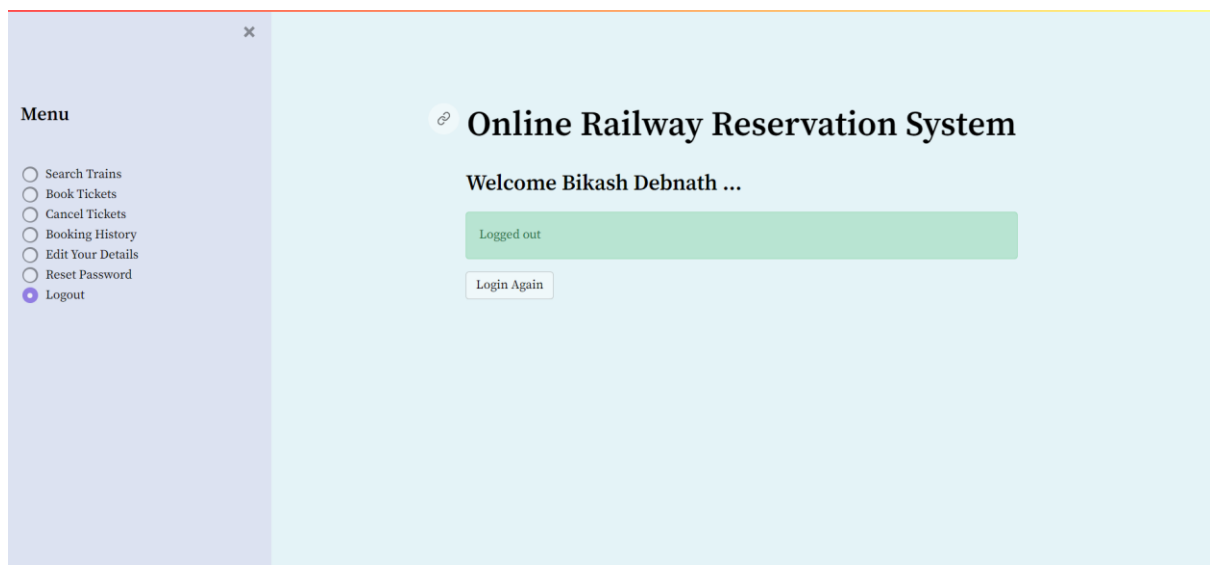 Menu
Search Trains
Book Tickets
Cancel Tickets
Booking History
Edit Your Details
Reset Password
Logout
Online Railway Reservation System
Welcome Bikash Debnath ...
Logged out
Login Again